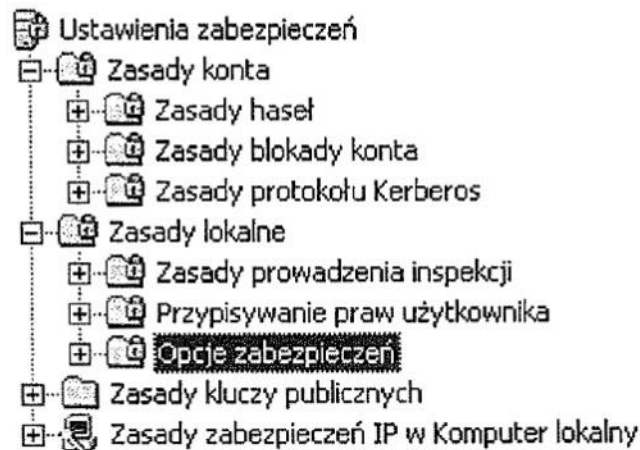 Ustawienia zabezpieczeń
Zasady konta
Zasady haseł
Zasady blokady konta
Zasady protokołu Kerberos
Zasady lokalne
Zasady prowadzenia inspekcji
Przypisywanie praw użytkownika
Opcje zabezpieczeń
Zasady kluczy publicznych
Zasady zabezpieczeń IP w Komputer lokalny